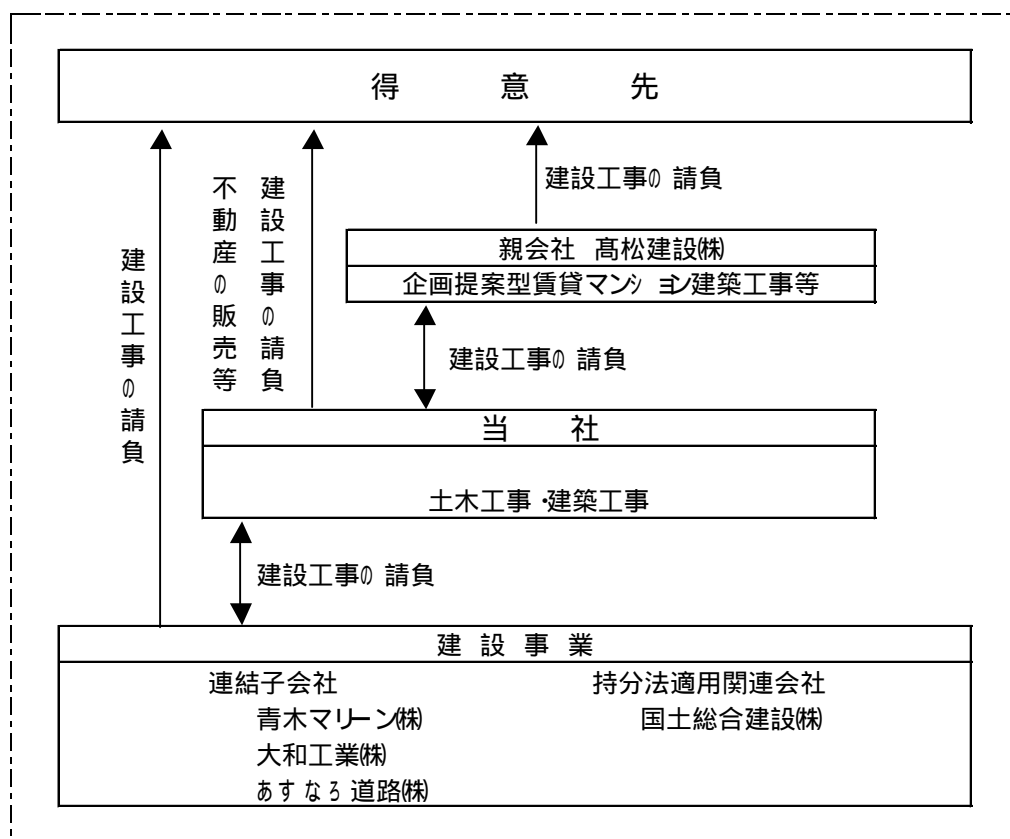 得意先
建設工事の請負
不動産の販売等
建設工事の請負
建設工事の請負
親会社 髙松建設㈱
企画提案型賃貸マンション建築工事等
建設工事の請負
当社
土木工事・建築工事
建設工事の請負
建設事業
連結子会社
青木マリーン㈱
大和工業㈱
あすなろ道路㈱
持分法適用関連会社
国土総合建設㈱